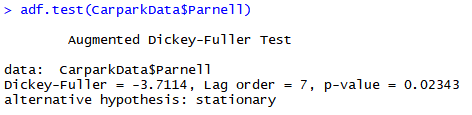 > adf.test(CarparkData$Parnell)
Augmented Dickey-Fuller Test
data:  CarparkData$Parnell
Dickey-Fuller = -3.7114, Lag order = 7, p-value = 0.02343
alternative hypothesis: stationary